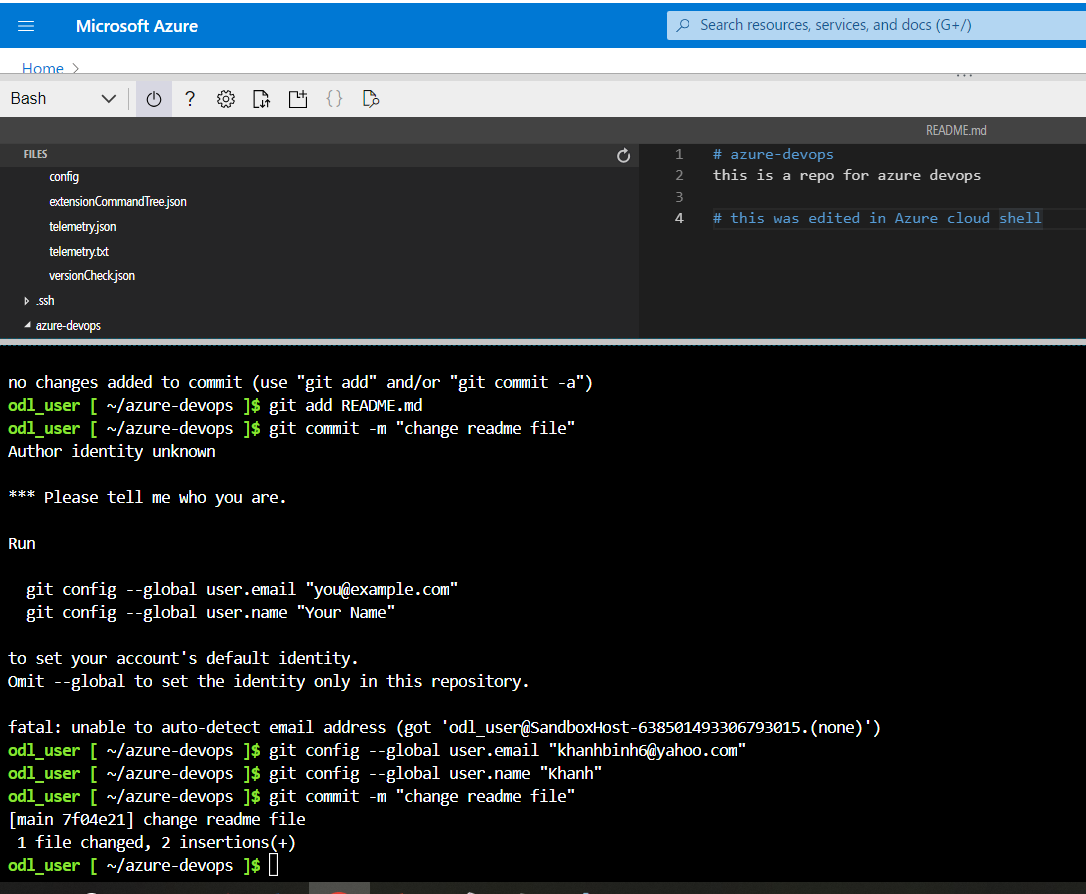 Microsoft Azure
Search resources, services, and docs (G+/)
Home >
Bash
README.md
FILES
config
extensionCommandTree.json
telemetry.json
telemetry.txt
versionCheck.json
.ssh
azure-devops
1 # azure-devops
2 this is a repo for azure devops
3
4 # this was edited in Azure cloud shell
no changes added to commit (use "git add" and/or "git commit -a")
odl_user [ ~/azure-devops ]$ git add README.md
odl_user [ ~/azure-devops ]$ git commit -m "change readme file"
Author identity unknown
*** Please tell me who you are.
Run
git config --global user.email "you@example.com"
git config --global user.name "Your Name"
to set your account's default identity.
Omit --global to set the identity only in this repository.
fatal: unable to auto-detect email address (got 'odl_user@SandboxHost-638501493306793015.(none)')
odl_user [ ~/azure-devops ]$ git config --global user.email "khanhbinh6@yahoo.com"
odl_user [ ~/azure-devops ]$ git config --global user.name "Khanh"
odl_user [ ~/azure-devops ]$ git commit -m "change readme file"
[main 7f04e21] change readme file
1 file changed, 2 insertions(+)
odl_user [ ~/azure-devops ]$